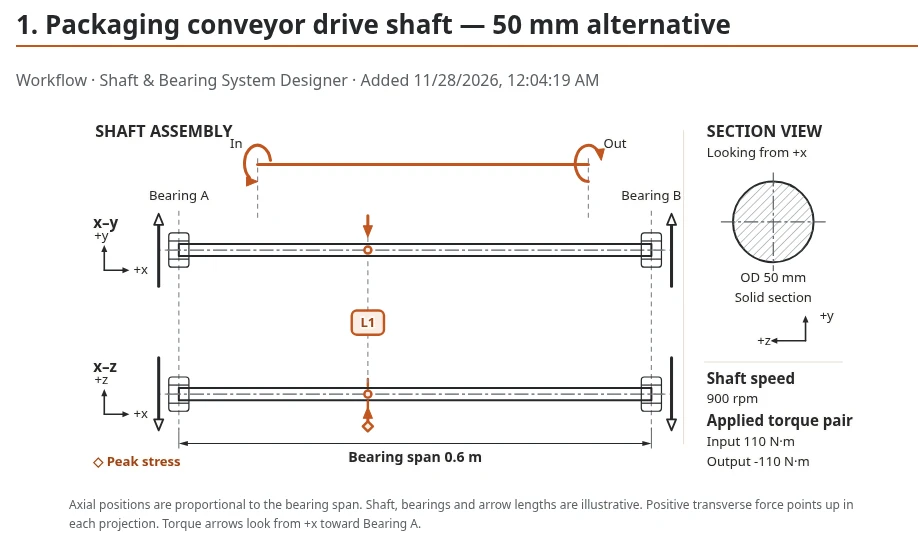 1. Packaging conveyor drive shaft — 50 mm alternative
Workflow · Shaft & Bearing System Designer · Added 11/28/2026, 12:04:19 AM
SHAFT ASSEMBLY
In
Out
Bearing A
Bearing B
x–y
+y
+x
L1
x–z
+z
+x
Bearing span 0.6 m
◇ Peak stress
SECTION VIEW
Looking from +x
OD 50 mm
Solid section
+y
+z
Shaft speed
900 rpm
Applied torque pair
Input 110 N·m
Output -110 N·m
Axial positions are proportional to the bearing span. Shaft, bearings and arrow lengths are illustrative. Positive transverse force points up in
each projection. Torque arrows look from +x toward Bearing A.